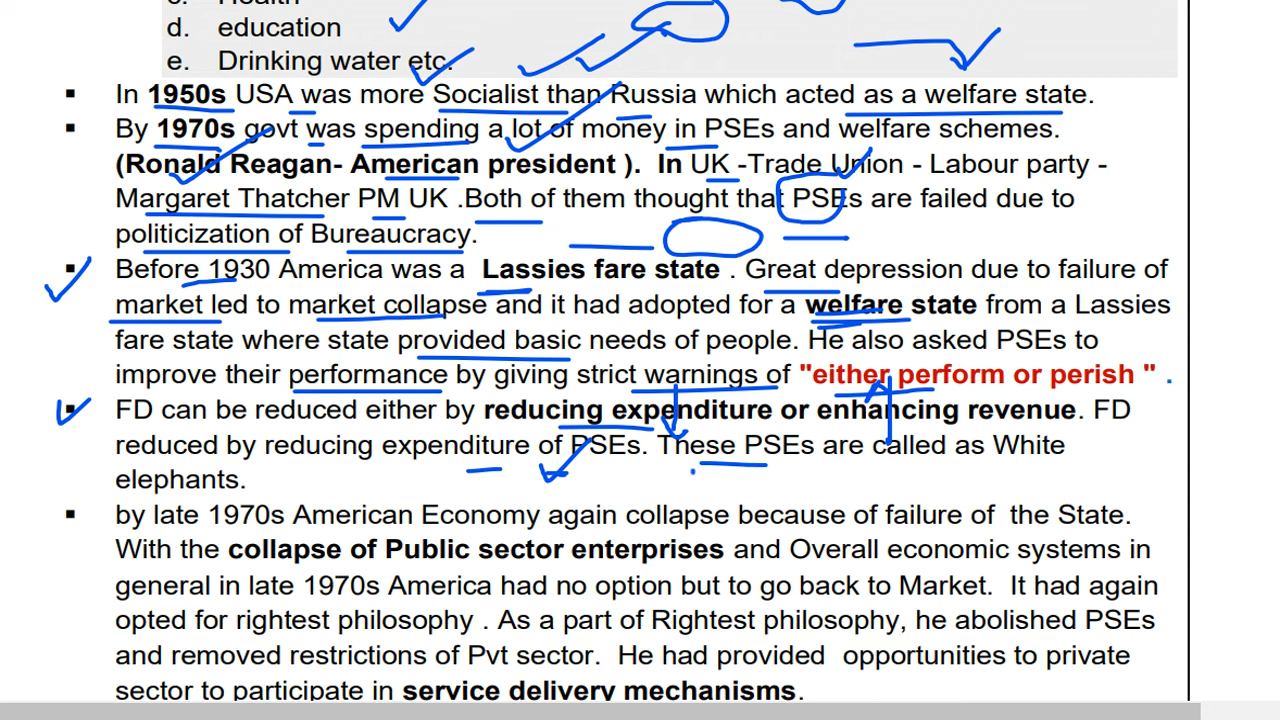 c. Health
d. education
e. Drinking water etc.
▪ In 1950s USA was more Socialist than Russia which acted as a welfare state.
▪ By 1970s govt was spending a lot of money in PSEs and welfare schemes.
(Ronald Reagan- American president ). In UK -Trade Union - Labour party -
Margaret Thatcher PM UK .Both of them thought that PSEs are failed due to
politicization of Bureaucracy.
▪ Before 1930 America was a Lassies fare state . Great depression due to failure of
market led to market collapse and it had adopted for a welfare state from a Lassies
fare state where state provided basic needs of people. He also asked PSEs to
improve their performance by giving strict warnings of "either perform or perish " .
▪ FD can be reduced either by reducing expenditure or enhancing revenue. FD
reduced by reducing expenditure of PSEs. These PSEs are called as White
elephants.
▪ by late 1970s American Economy again collapse because of failure of the State.
With the collapse of Public sector enterprises and Overall economic systems in
general in late 1970s America had no option but to go back to Market. It had again
opted for rightest philosophy . As a part of Rightest philosophy, he abolished PSEs
and removed restrictions of Pvt sector. He had provided opportunities to private
sector to participate in service delivery mechanisms.